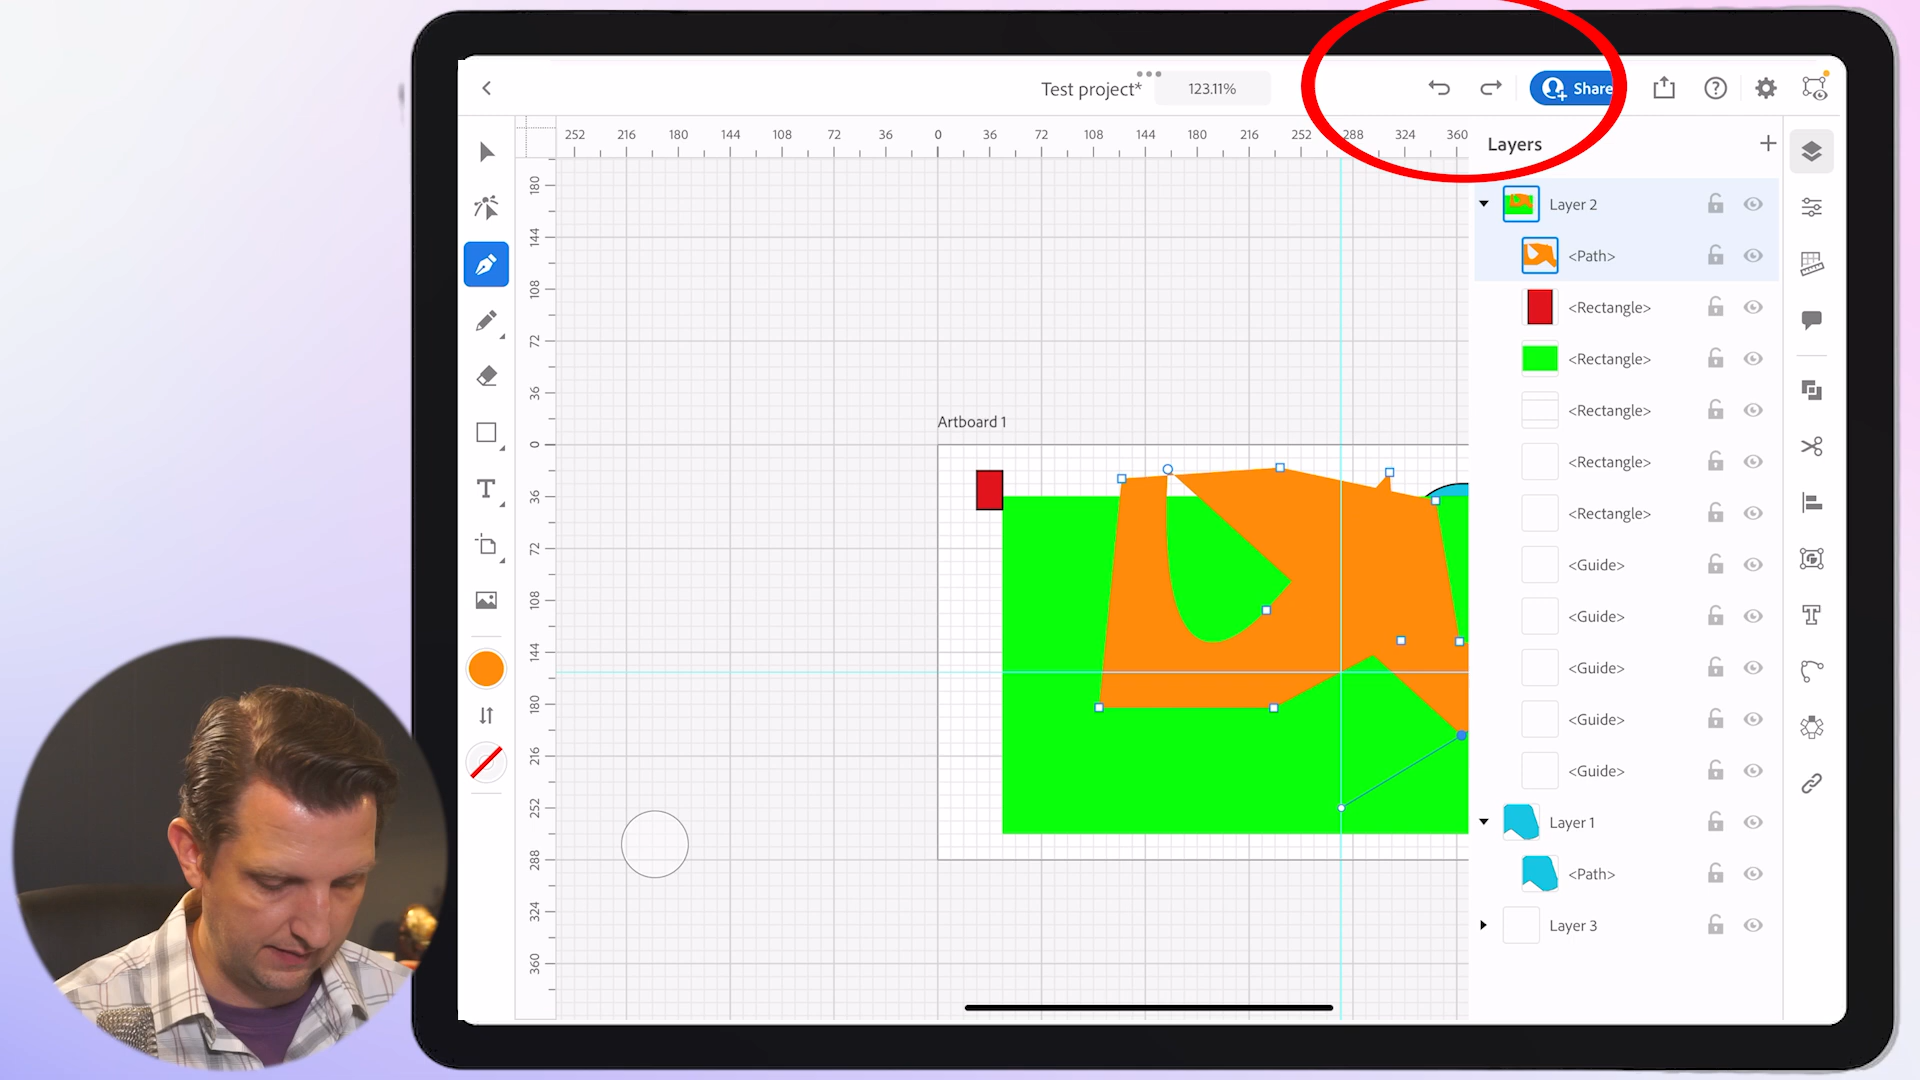 Test project*
123.11%
Share
252 216 180 144 108 72 36 0 36 72 108 144 180 216 252 288 324 360
Layers
180
144
108
72
36
0
36
72
108
144
180
216
252
288
324
360
Artboard 1
Layer 2
<Path>
<Rectangle>
<Rectangle>
<Rectangle>
<Rectangle>
<Rectangle>
<Guide>
<Guide>
<Guide>
<Guide>
<Guide>
Layer 1
<Path>
Layer 3